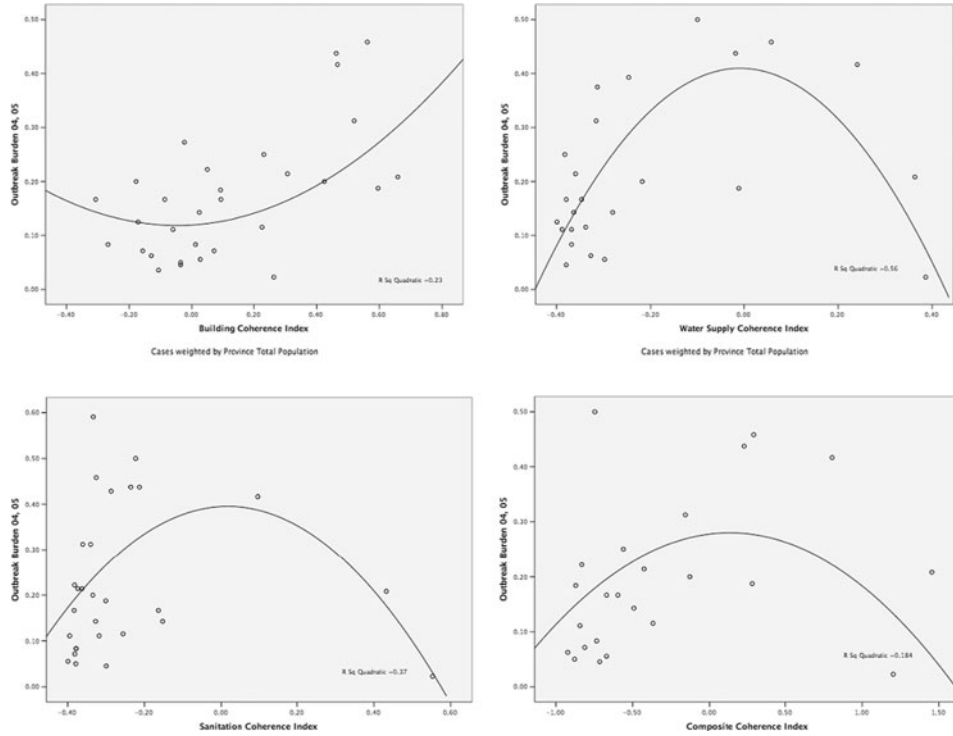 Outbreak Burden 04, 05
0.50
0.40
0.30
0.20
0.10
0.00
R Sq Quadratic =0.23
-0.40 -0.20 0.00 0.20 0.40 0.60 0.80
Building Coherence Index
Cases weighted by Province Total Population
Outbreak Burden 04, 05
0.50
0.40
0.30
0.20
0.10
0.00
R Sq Quadratic =0.56
-0.40 -0.20 0.00 0.20 0.40
Water Supply Coherence Index
Cases weighted by Province Total Population
Outbreak Burden 04, 05
0.60
0.50
0.40
0.30
0.20
0.10
0.00
R Sq Quadratic =0.37
-0.40 -0.20 0.00 0.20 0.40 0.60
Sanitation Coherence Index
Outbreak Burden 04, 05
0.50
0.40
0.30
0.20
0.10
0.00
R Sq Quadratic =0.184
-1.00 -0.50 0.00 0.50 1.00 1.50
Composite Coherence Index